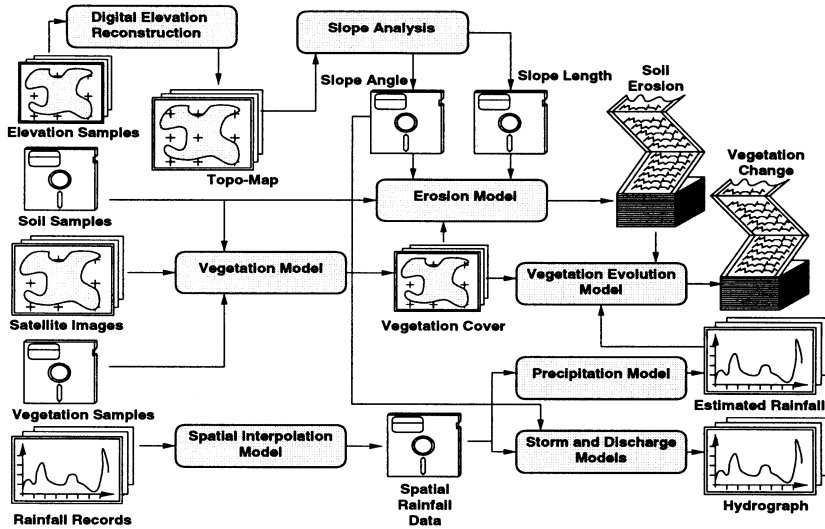 Digital Elevation
Reconstruction
Slope Analysis
Slope Angle
Slope Length
Soil
Erosion
Elevation Samples
Topo-Map
Vegetation
Change
Erosion Model
Soil Samples
Vegetation Model
Vegetation Evolution
Model
Satellite Images
Vegetation Cover
Precipitation Model
Vegetation Samples
Estimated Rainfall
Spatial Interpolation
Model
Storm and Discharge
Models
Spatial
Rainfall
Data
Rainfall Records
Hydrograph